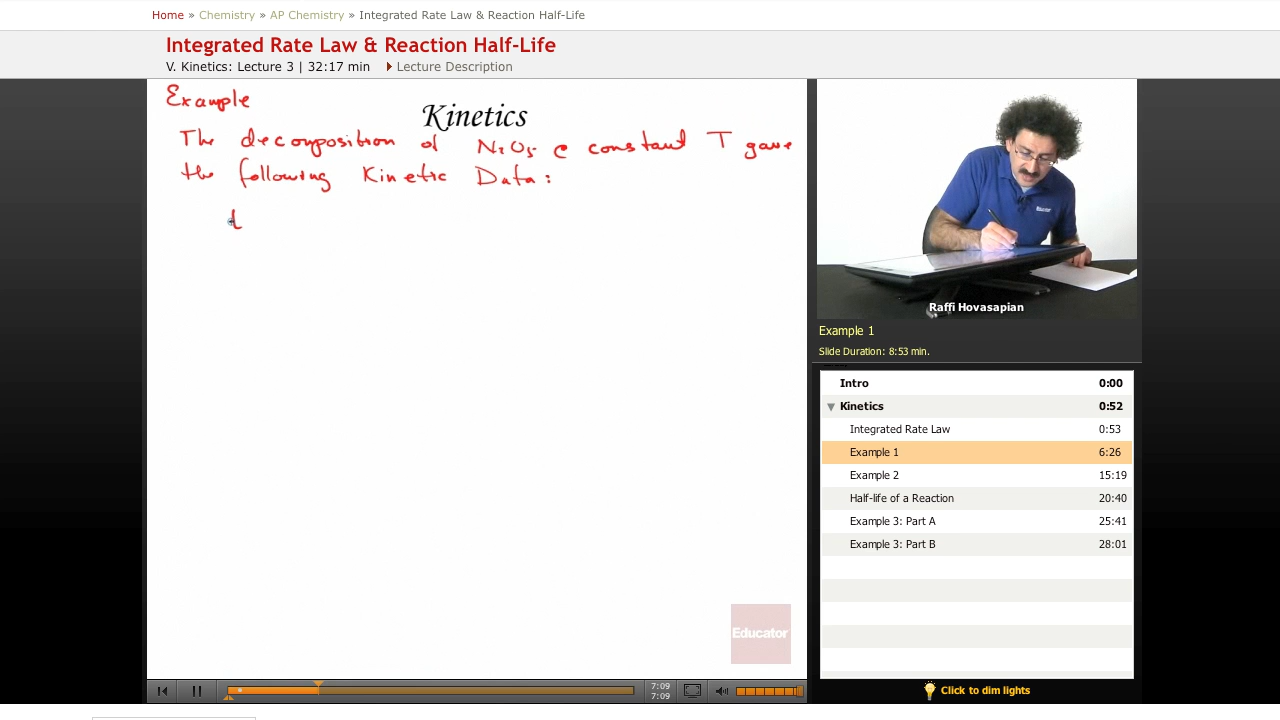 Home » Chemistry » AP Chemistry » Integrated Rate Law & Reaction Half-Life
Integrated Rate Law & Reaction Half-Life
V. Kinetics: Lecture 3 | 32:17 min Lecture Description
Example
Kinetics
The decomposition of N₂O₅ @ constant T gave
the following Kinetic Data:
t
Educator
7:09
7:09
Educator
Raffi Hovasapian
Example 1
Slide Duration: 8:53 min.
Intro 0:00
Kinetics 0:52
Integrated Rate Law 0:53
Example 1 6:26
Example 2 15:19
Half-life of a Reaction 20:40
Example 3: Part A 25:41
Example 3: Part B 28:01
Click to dim lights